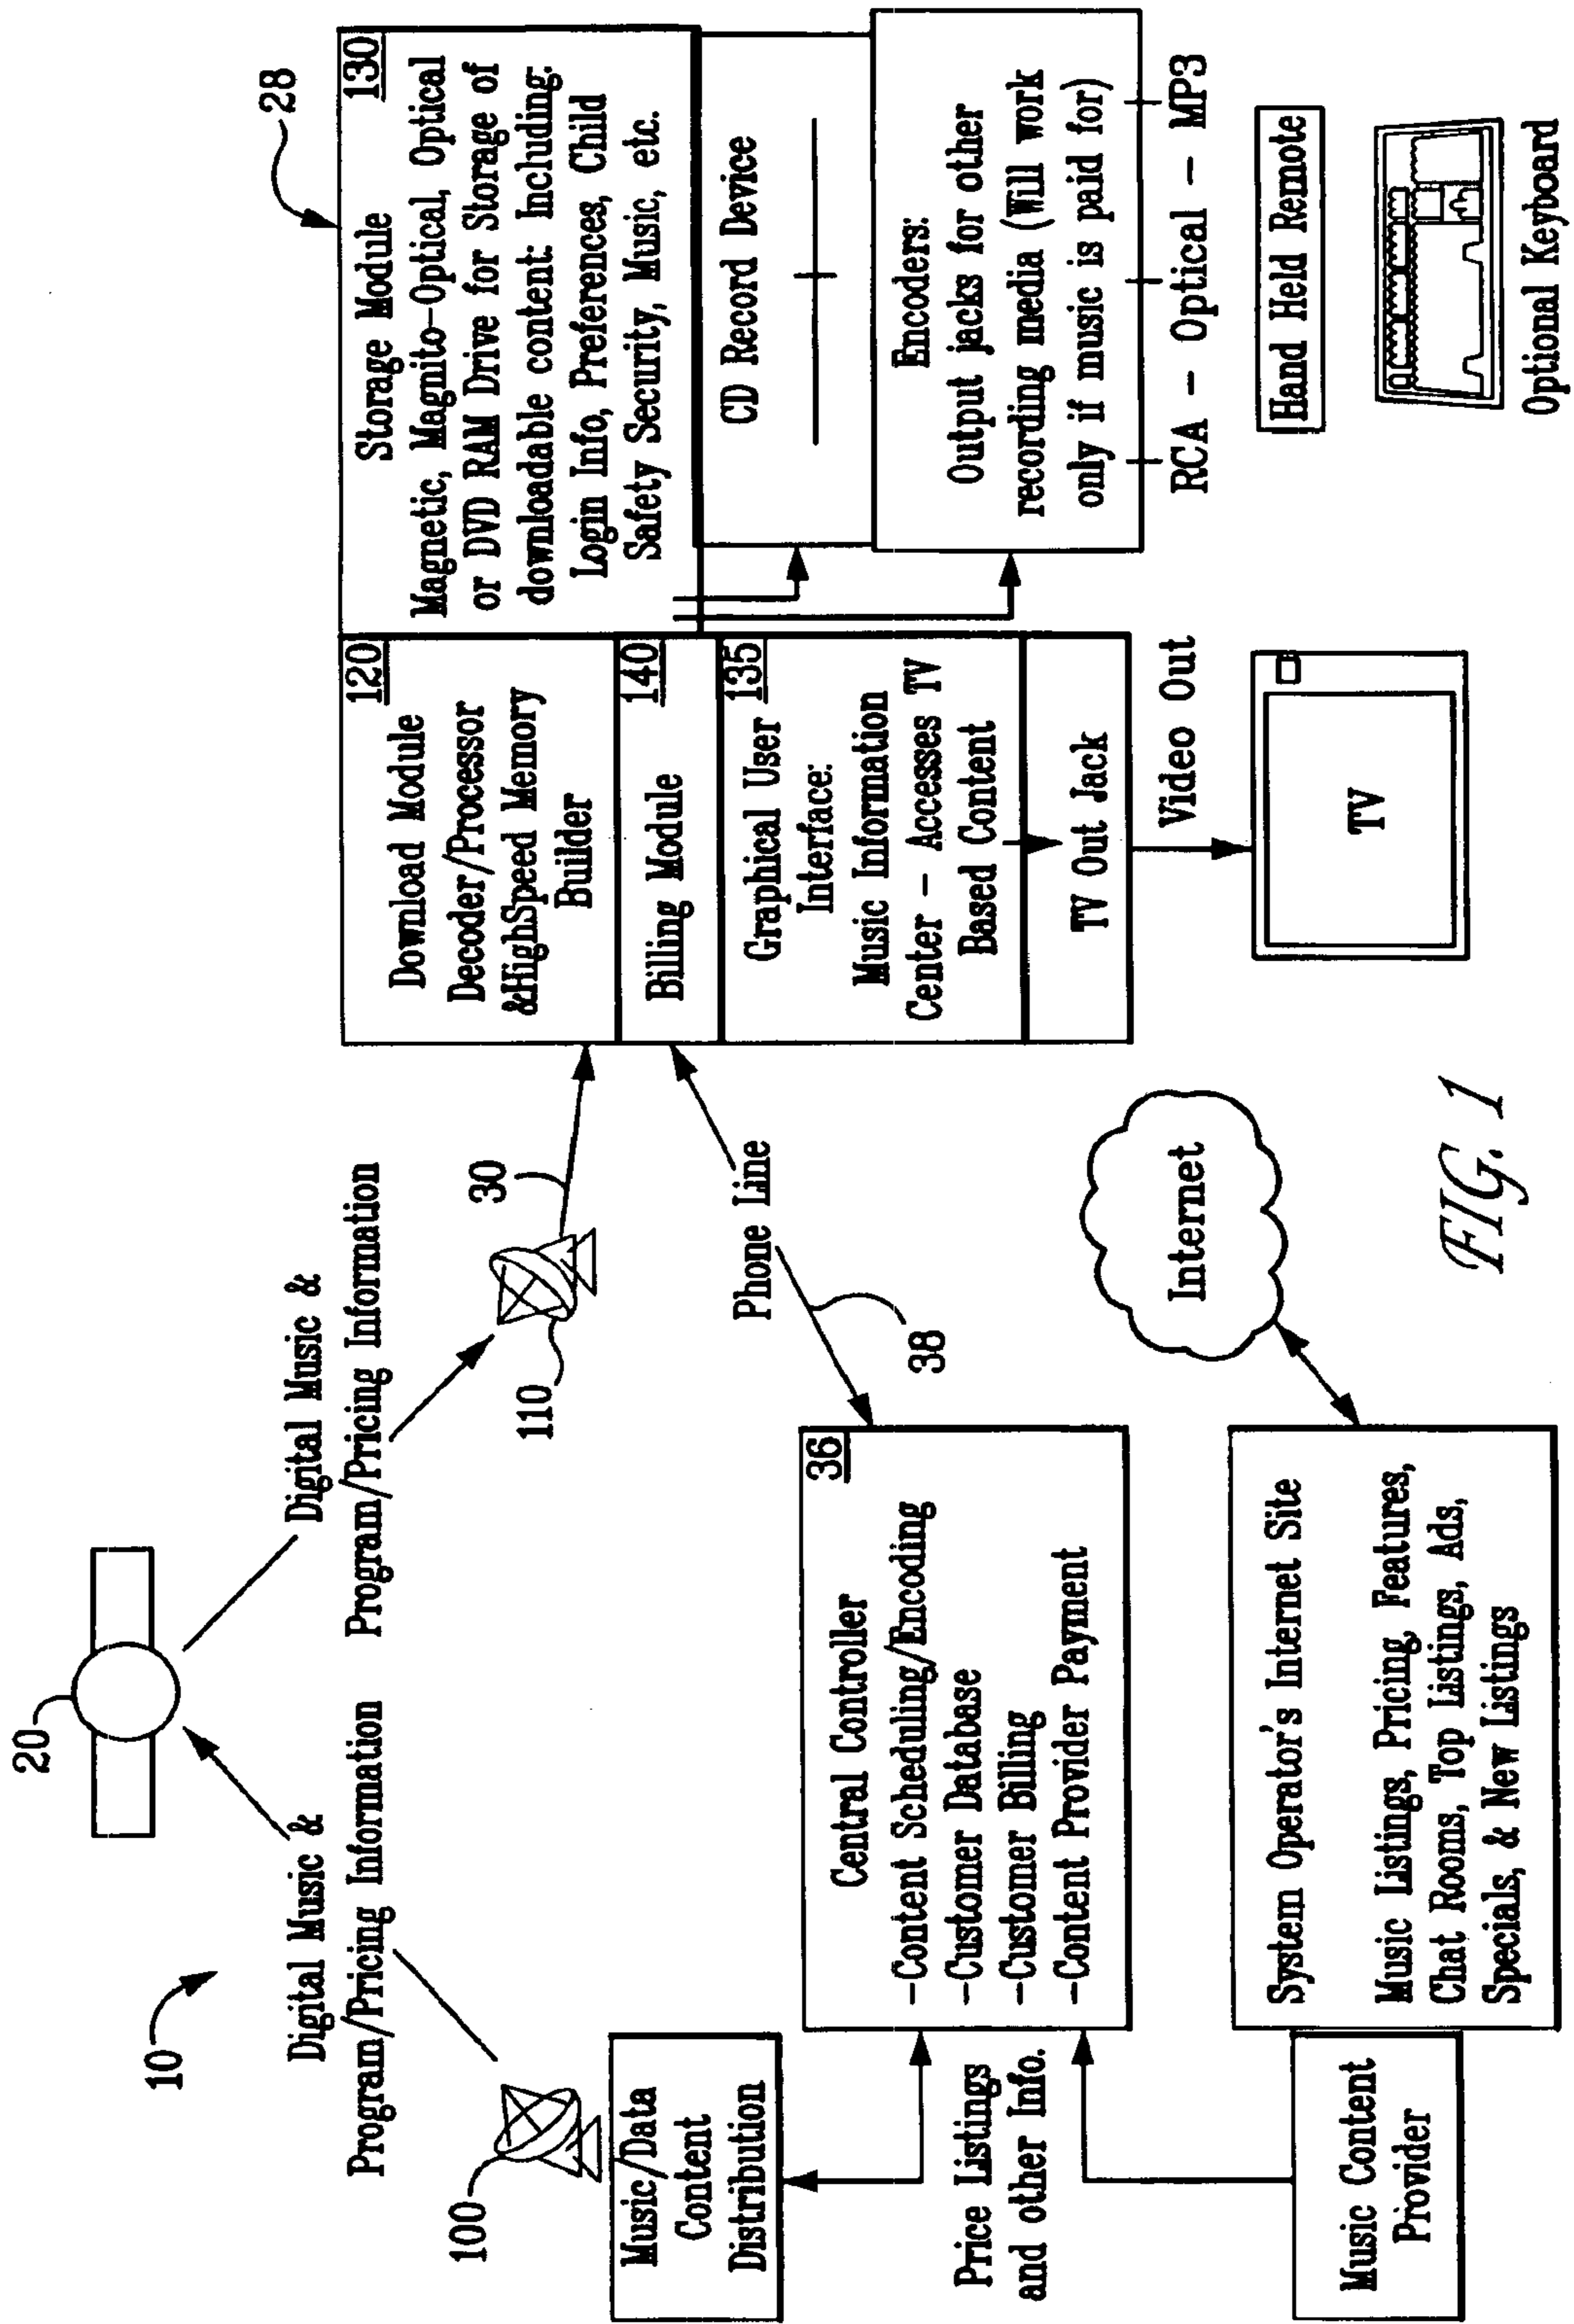 10
20
Digital Music &
Program/Pricing Information
Digital Music &
Program/Pricing Information
100
110
30
28
Music/Data
Content
Distribution
Price Listings
and other Info.
Music Content
Provider
36
Central Controller
-Content Scheduling/Encoding
-Customer Database
-Customer Billing
-Content Provider Payment
Phone Line
38
System Operator's Internet Site
Music Listings, Pricing, Features,
Chat Rooms, Top Listings, Ads,
Specials, & New Listings
Internet
120
Download Module
Decoder/Processor
&HighSpeed Memory
Builder
140
Billing Module
135
Graphical User
Interface:
Music Information
Center - Accesses TV
Based Content
TV Out Jack
Video Out
TV
130
Storage Module
Magnetic, Magnito-Optical, Optical
or DVD RAM Drive for Storage of
downloadable content: Including:
Login Info, Preferences, Child
Safety Security, Music, etc.
CD Record Device
Encoders:
Output jacks for other
recording media (Will work
only if music is paid for)
RCA - Optical - MP3
Hand Held Remote
Optional Keyboard
FIG. 1